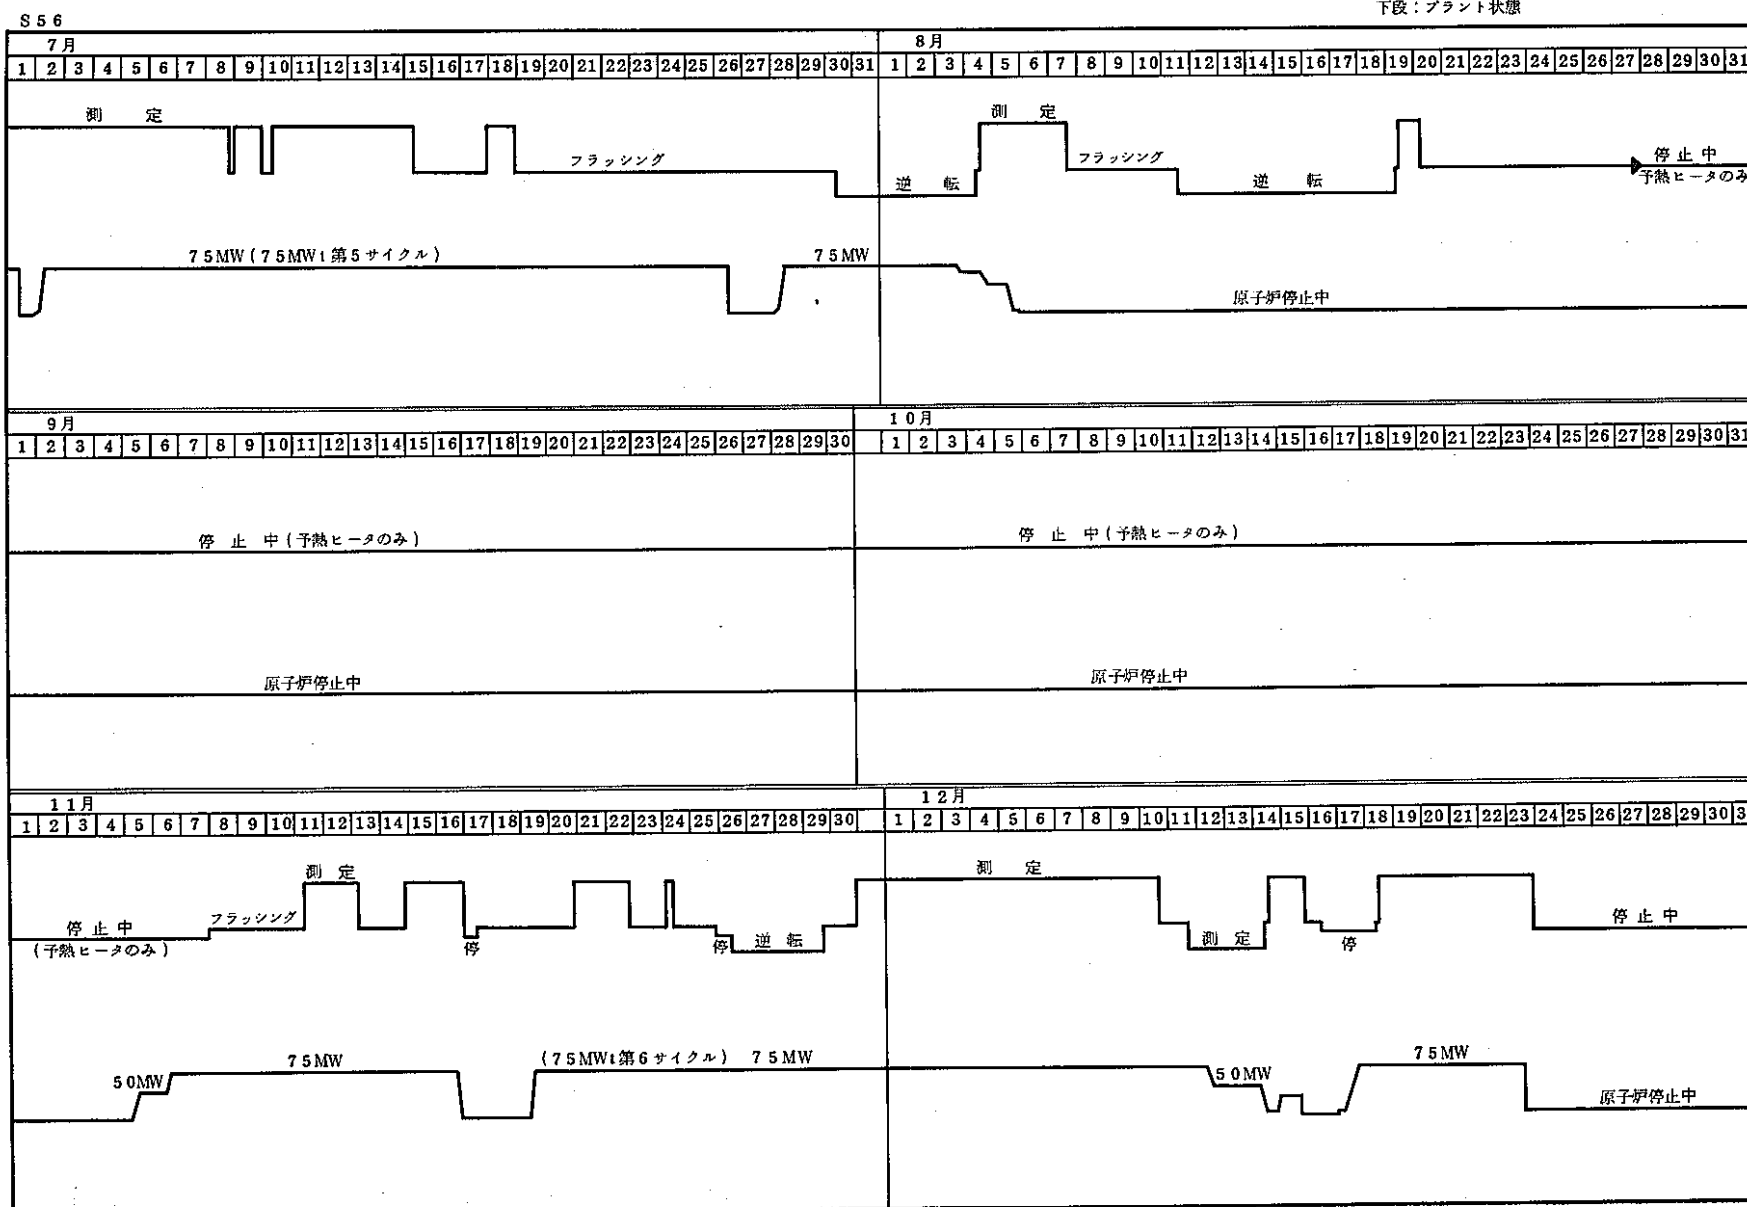 下段：プラント状態
S56
7月 8月
1 2 3 4 5 6 7 8 9 10 11 12 13 14 15 16 17 18 19 20 21 22 23 24 25 26 27 28 29 30 31 1 2 3 4 5 6 7 8 9 10 11 12 13 14 15 16 17 18 19 20 21 22 23 24 25 26 27 28 29 30 31
測定 測定
フラッシング フラッシング 停止中
逆転 逆転 予熱ヒータのみ
75MW(75MWt第5サイクル) 75MW
原子炉停止中
9月 10月
1 2 3 4 5 6 7 8 9 10 11 12 13 14 15 16 17 18 19 20 21 22 23 24 25 26 27 28 29 30 1 2 3 4 5 6 7 8 9 10 11 12 13 14 15 16 17 18 19 20 21 22 23 24 25 26 27 28 29 30 31
停止中(予熱ヒータのみ) 停止中(予熱ヒータのみ)
原子炉停止中 原子炉停止中
11月 12月
1 2 3 4 5 6 7 8 9 10 11 12 13 14 15 16 17 18 19 20 21 22 23 24 25 26 27 28 29 30 1 2 3 4 5 6 7 8 9 10 11 12 13 14 15 16 17 18 19 20 21 22 23 24 25 26 27 28 29 30 3
測定 測定
停止中 フラッシング 停止中
(予熱ヒータのみ) 停 停 逆転 測定 停
75MW (75MWt第6サイクル) 75MW 75MW
50MW 50MW
原子炉停止中